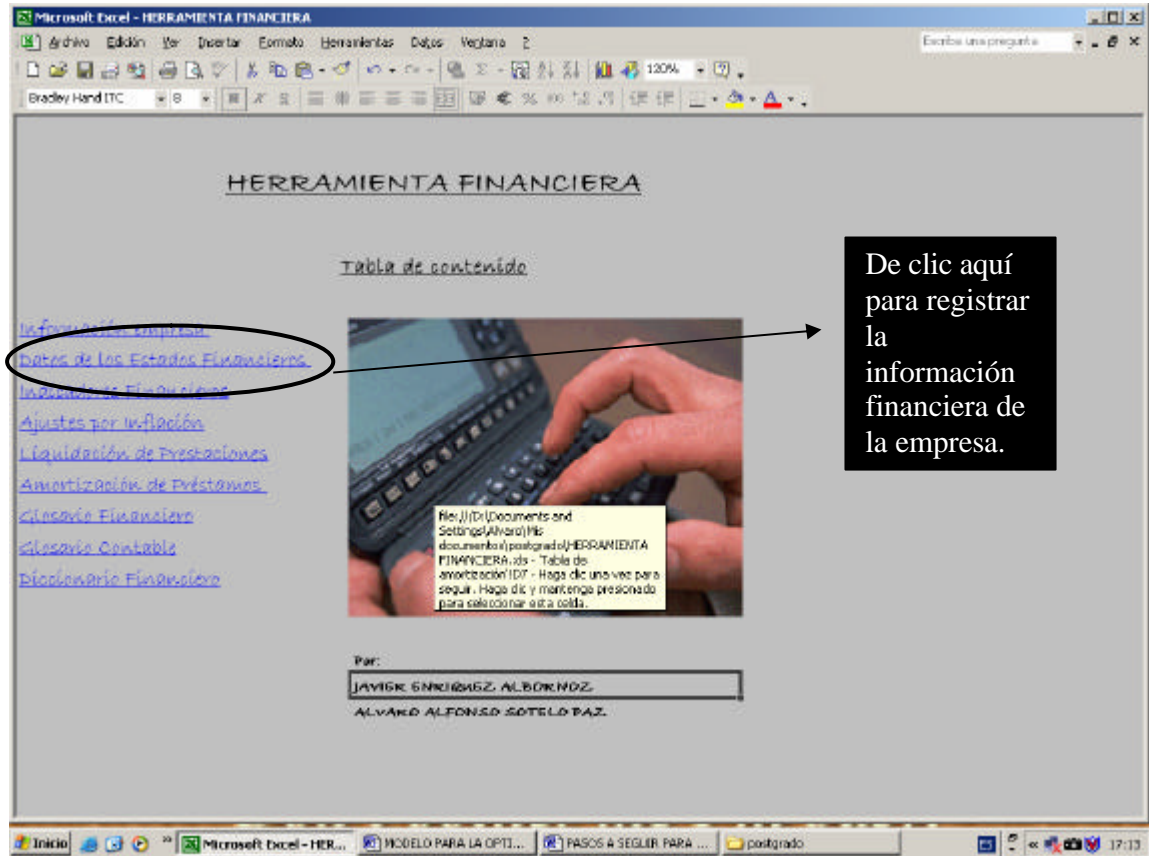 Microsoft Excel - HERRAMIENTA FINANCIERA
Archivo Edición Ver Insertar Formato Herramientas Datos Ventana ?
Escriba una pregunta
120%
Bradley Hand ITC 8
HERRAMIENTA FINANCIERA
Tabla de contenido
Información empresa
Datos de los Estados Financieros
Indicadores Financieros
Ajustes por Inflación
Liquidación de Prestaciones
Amortización de Préstamos
Glosario Financiero
Glosario Contable
Diccionario Financiero
De clic aquí
para registrar
la
información
financiera de
la empresa.
file:///D:\Documents and
Settings\Alvaro\Mis
documentos\postgrado\HERRAMIENTA
FINANCIERA.xls - 'Tabla de
amortización'!D7 - Haga clic una vez para
seguir. Haga clic y mantenga presionado
para seleccionar esta celda.
Por:
JAVIER ENRIQUEZ ALBORNOZ
ALVARO ALFONSO SOTELO PAZ
Inicio Microsoft Excel - HER... MODELO PARA LA OPTI... PASOS A SEGUIR PARA ... postgrado 17:13